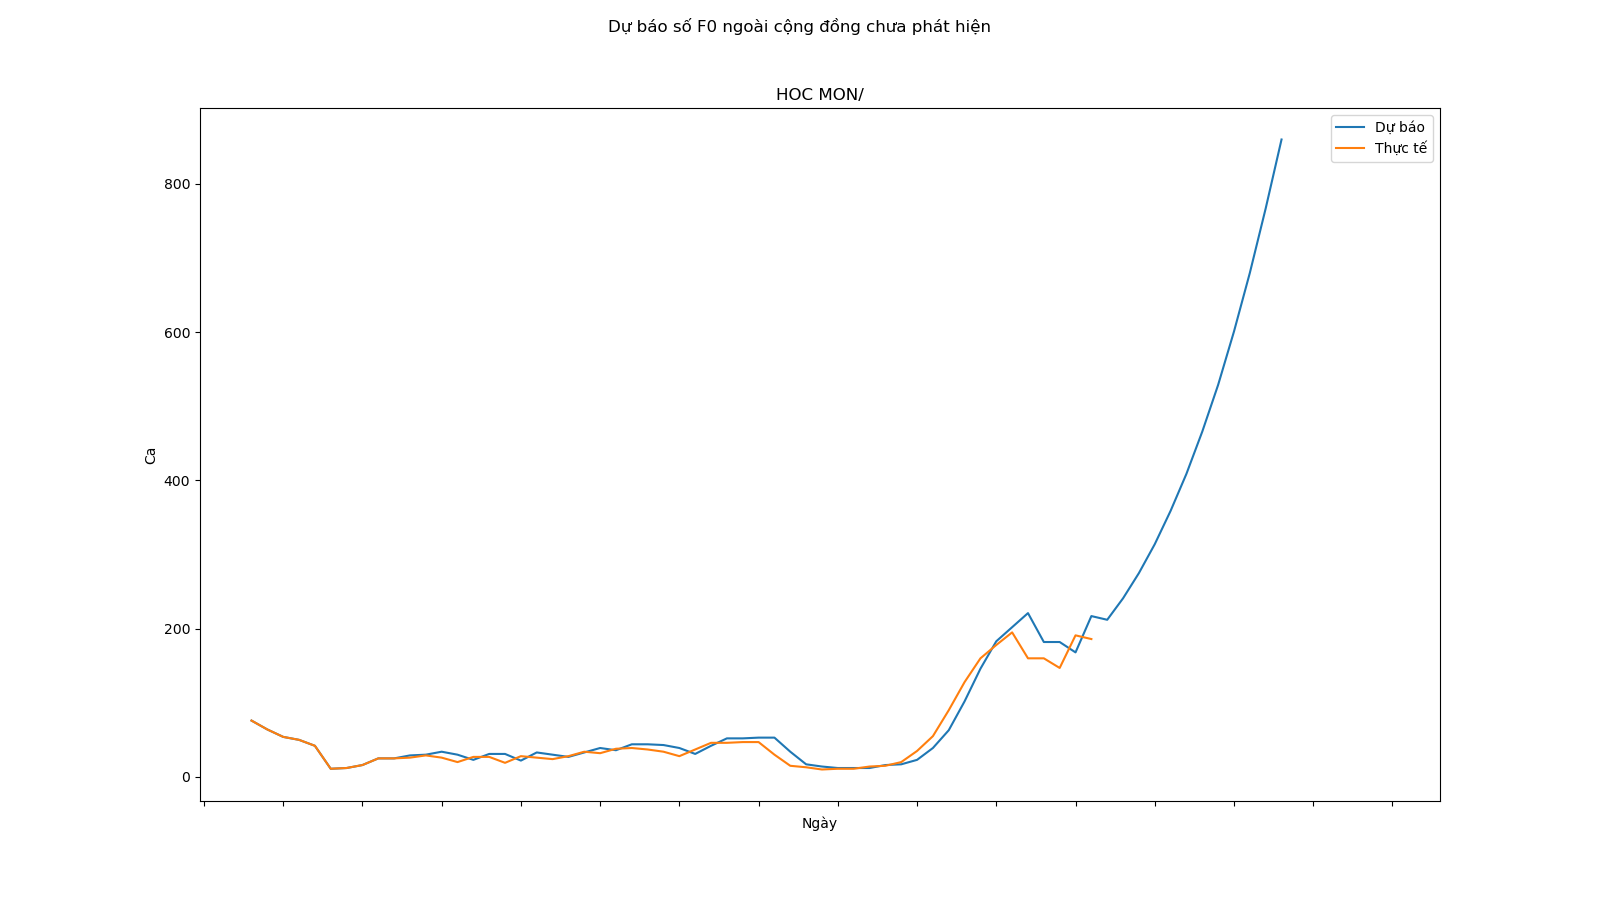 Dự báo số F0 ngoài cộng đồng chưa phát hiện
HOC MON/
Dự báo
Thực tế
800
600
400
200
0
Ca
Ngày